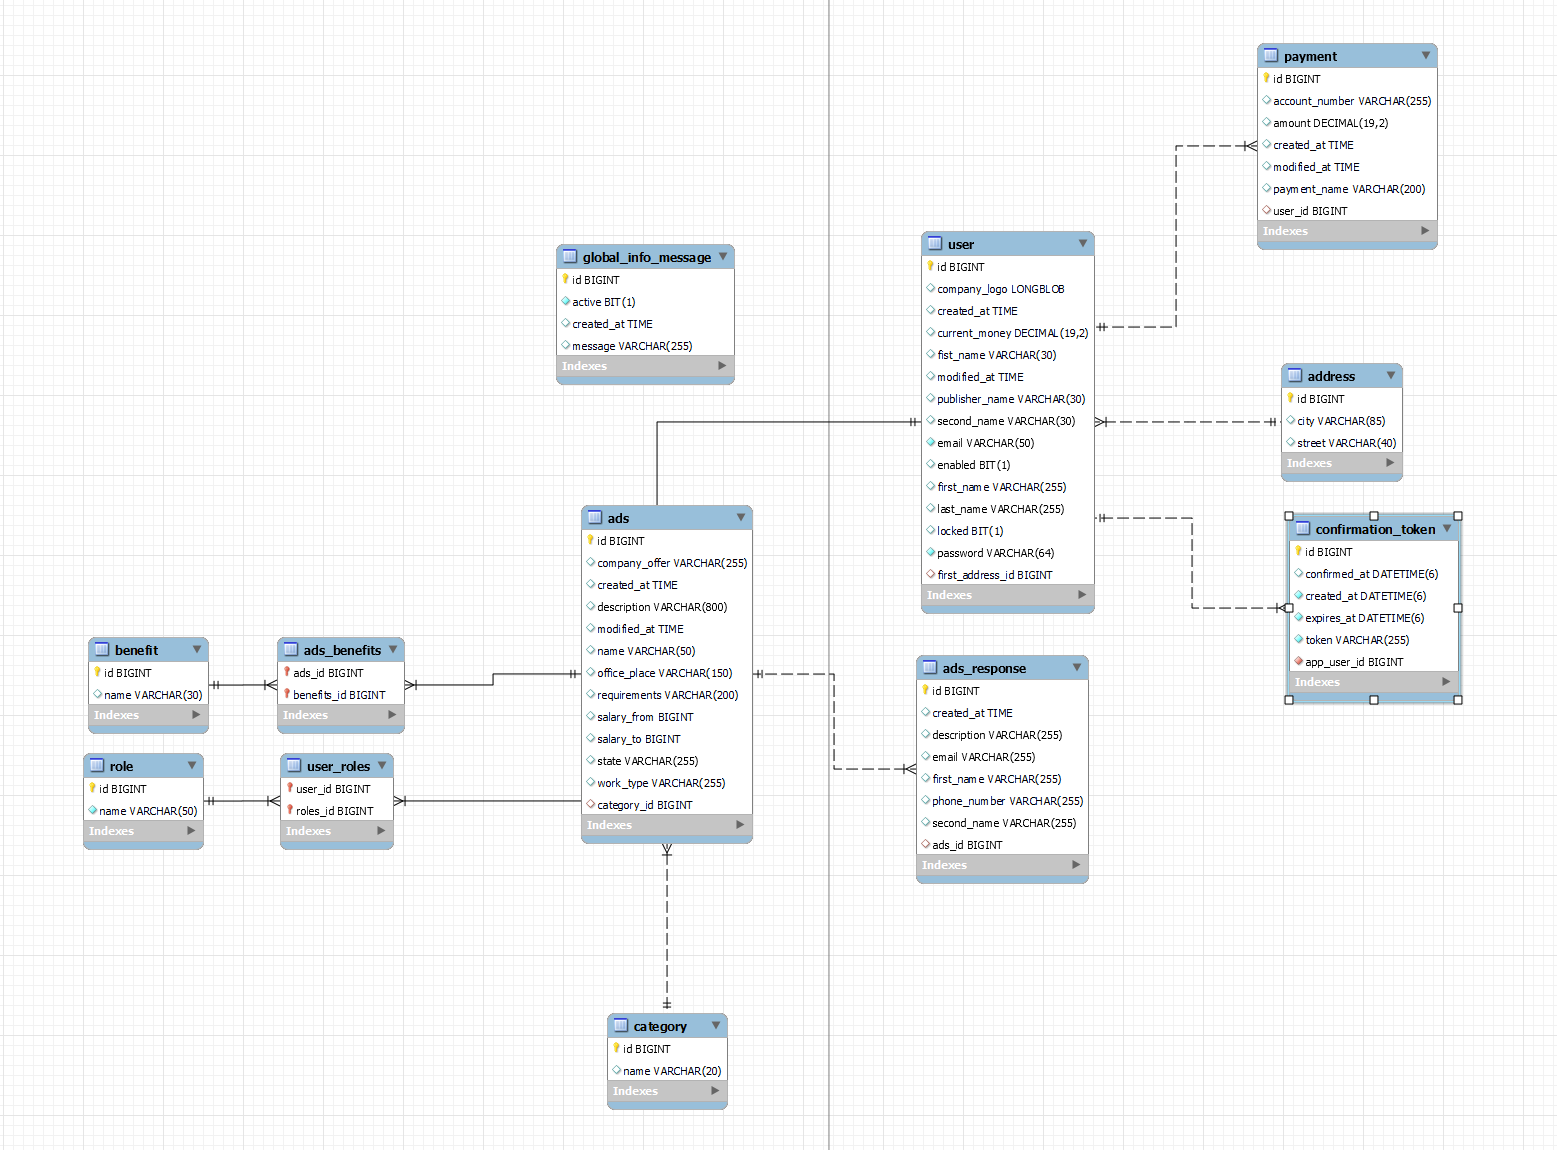 payment
id BIGINT
account_number VARCHAR(255)
amount DECIMAL(19,2)
created_at TIME
modified_at TIME
payment_name VARCHAR(200)
user_id BIGINT
Indexes
user
id BIGINT
company_logo LONGBLOB
created_at TIME
current_money DECIMAL(19,2)
fist_name VARCHAR(30)
modified_at TIME
publisher_name VARCHAR(30)
second_name VARCHAR(30)
email VARCHAR(50)
enabled BIT(1)
first_name VARCHAR(255)
last_name VARCHAR(255)
locked BIT(1)
password VARCHAR(64)
first_address_id BIGINT
Indexes
global_info_message
id BIGINT
active BIT(1)
created_at TIME
message VARCHAR(255)
Indexes
address
id BIGINT
city VARCHAR(85)
street VARCHAR(40)
Indexes
ads
id BIGINT
company_offer VARCHAR(255)
created_at TIME
description VARCHAR(800)
modified_at TIME
name VARCHAR(50)
office_place VARCHAR(150)
requirements VARCHAR(200)
salary_from BIGINT
salary_to BIGINT
state VARCHAR(255)
work_type VARCHAR(255)
category_id BIGINT
Indexes
confirmation_token
id BIGINT
confirmed_at DATETIME(6)
created_at DATETIME(6)
expires_at DATETIME(6)
token VARCHAR(255)
app_user_id BIGINT
Indexes
benefit
id BIGINT
name VARCHAR(30)
Indexes
ads_benefits
ads_id BIGINT
benefits_id BIGINT
Indexes
ads_response
id BIGINT
created_at TIME
description VARCHAR(255)
email VARCHAR(255)
first_name VARCHAR(255)
phone_number VARCHAR(255)
second_name VARCHAR(255)
ads_id BIGINT
Indexes
role
id BIGINT
name VARCHAR(50)
Indexes
user_roles
user_id BIGINT
roles_id BIGINT
Indexes
category
id BIGINT
name VARCHAR(20)
Indexes